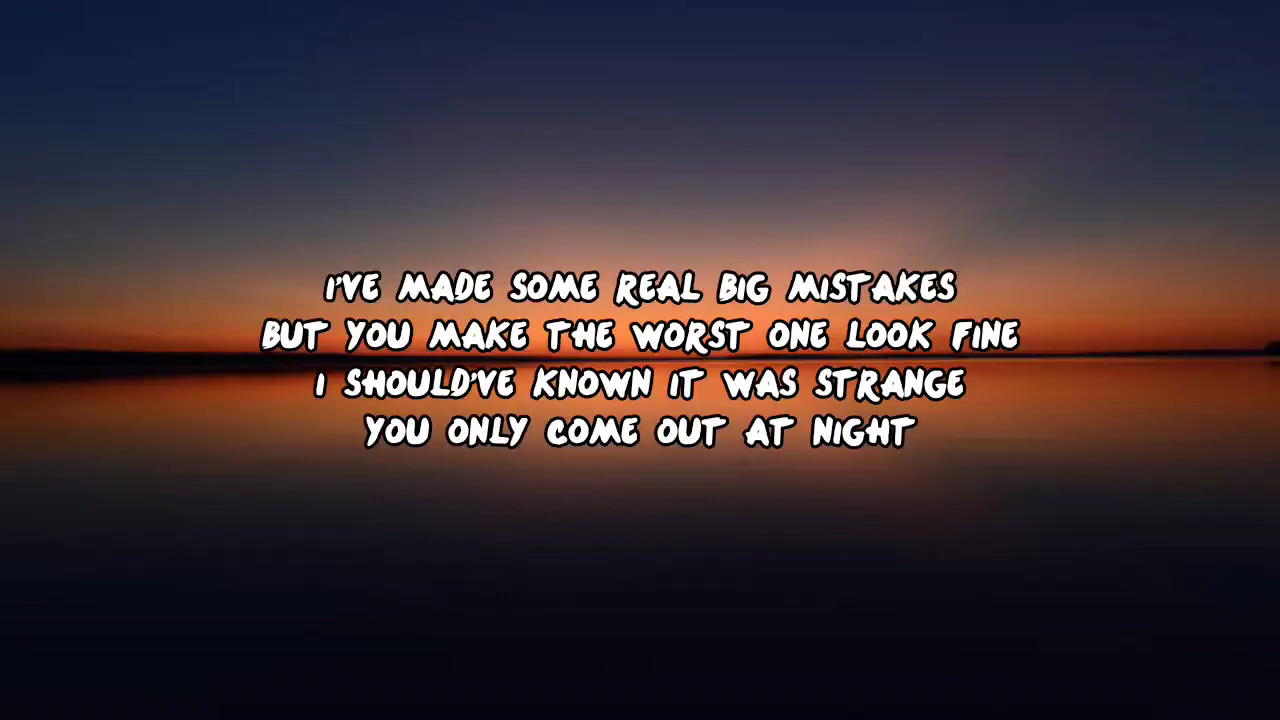 I'VE MADE SOME REAL BIG MISTAKES
BUT YOU MAKE THE WORST ONE LOOK FINE
I SHOULD'VE KNOWN IT WAS STRANGE
YOU ONLY COME OUT AT NIGHT